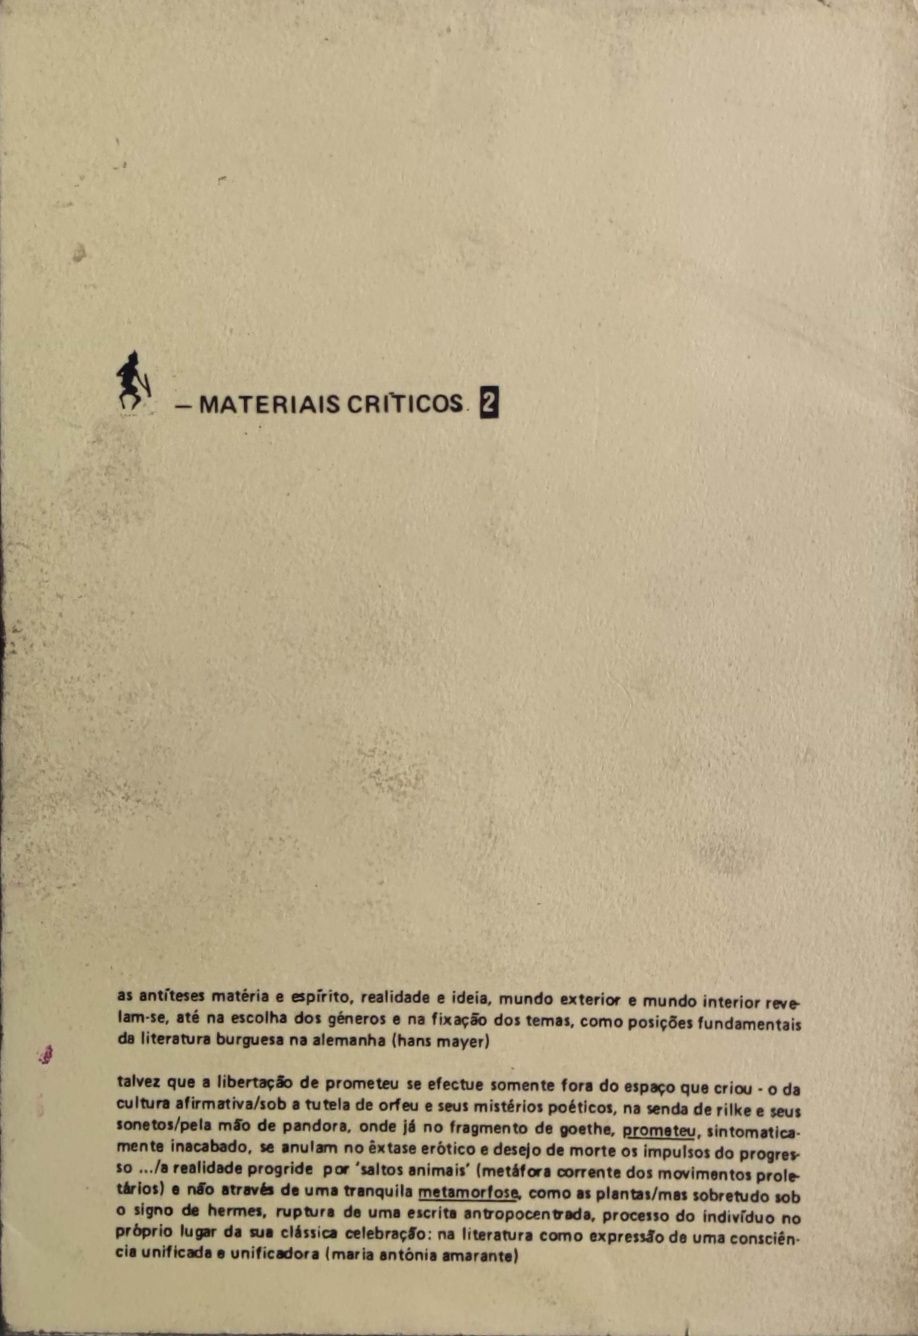 – MATERIAIS CRITICOS 2
as antíteses matéria e espírito, realidade e ideia, mundo exterior e mundo interior reve-
lam-se, até na escolha dos géneros e na fixação dos temas, como posições fundamentais
da literatura burguesa na alemanha (hans mayer)
talvez que a libertação de prometeu se efectue somente fora do espaço que criou - o da
cultura afirmativa/sob a tutela de orfeu e seus mistérios poéticos, na senda de rilke e seus
sonetos/pela mão de pandora, onde já no fragmento de goethe, prometeu, sintomatica-
mente inacabado, se anulam no êxtase erótico e desejo de morte os impulsos do progres-
so .../a realidade progride por 'saltos animais' (metáfora corrente dos movimentos prole-
tários) e não através de uma tranquila metamorfose, como as plantas/mas sobretudo sob
o signo de hermes, ruptura de uma escrita antropocentrada, processo do indivíduo no
próprio lugar da sua clássica celebração: na literatura como expressão de uma consciên-
cia unificada e unificadora (maria antónia amarante)